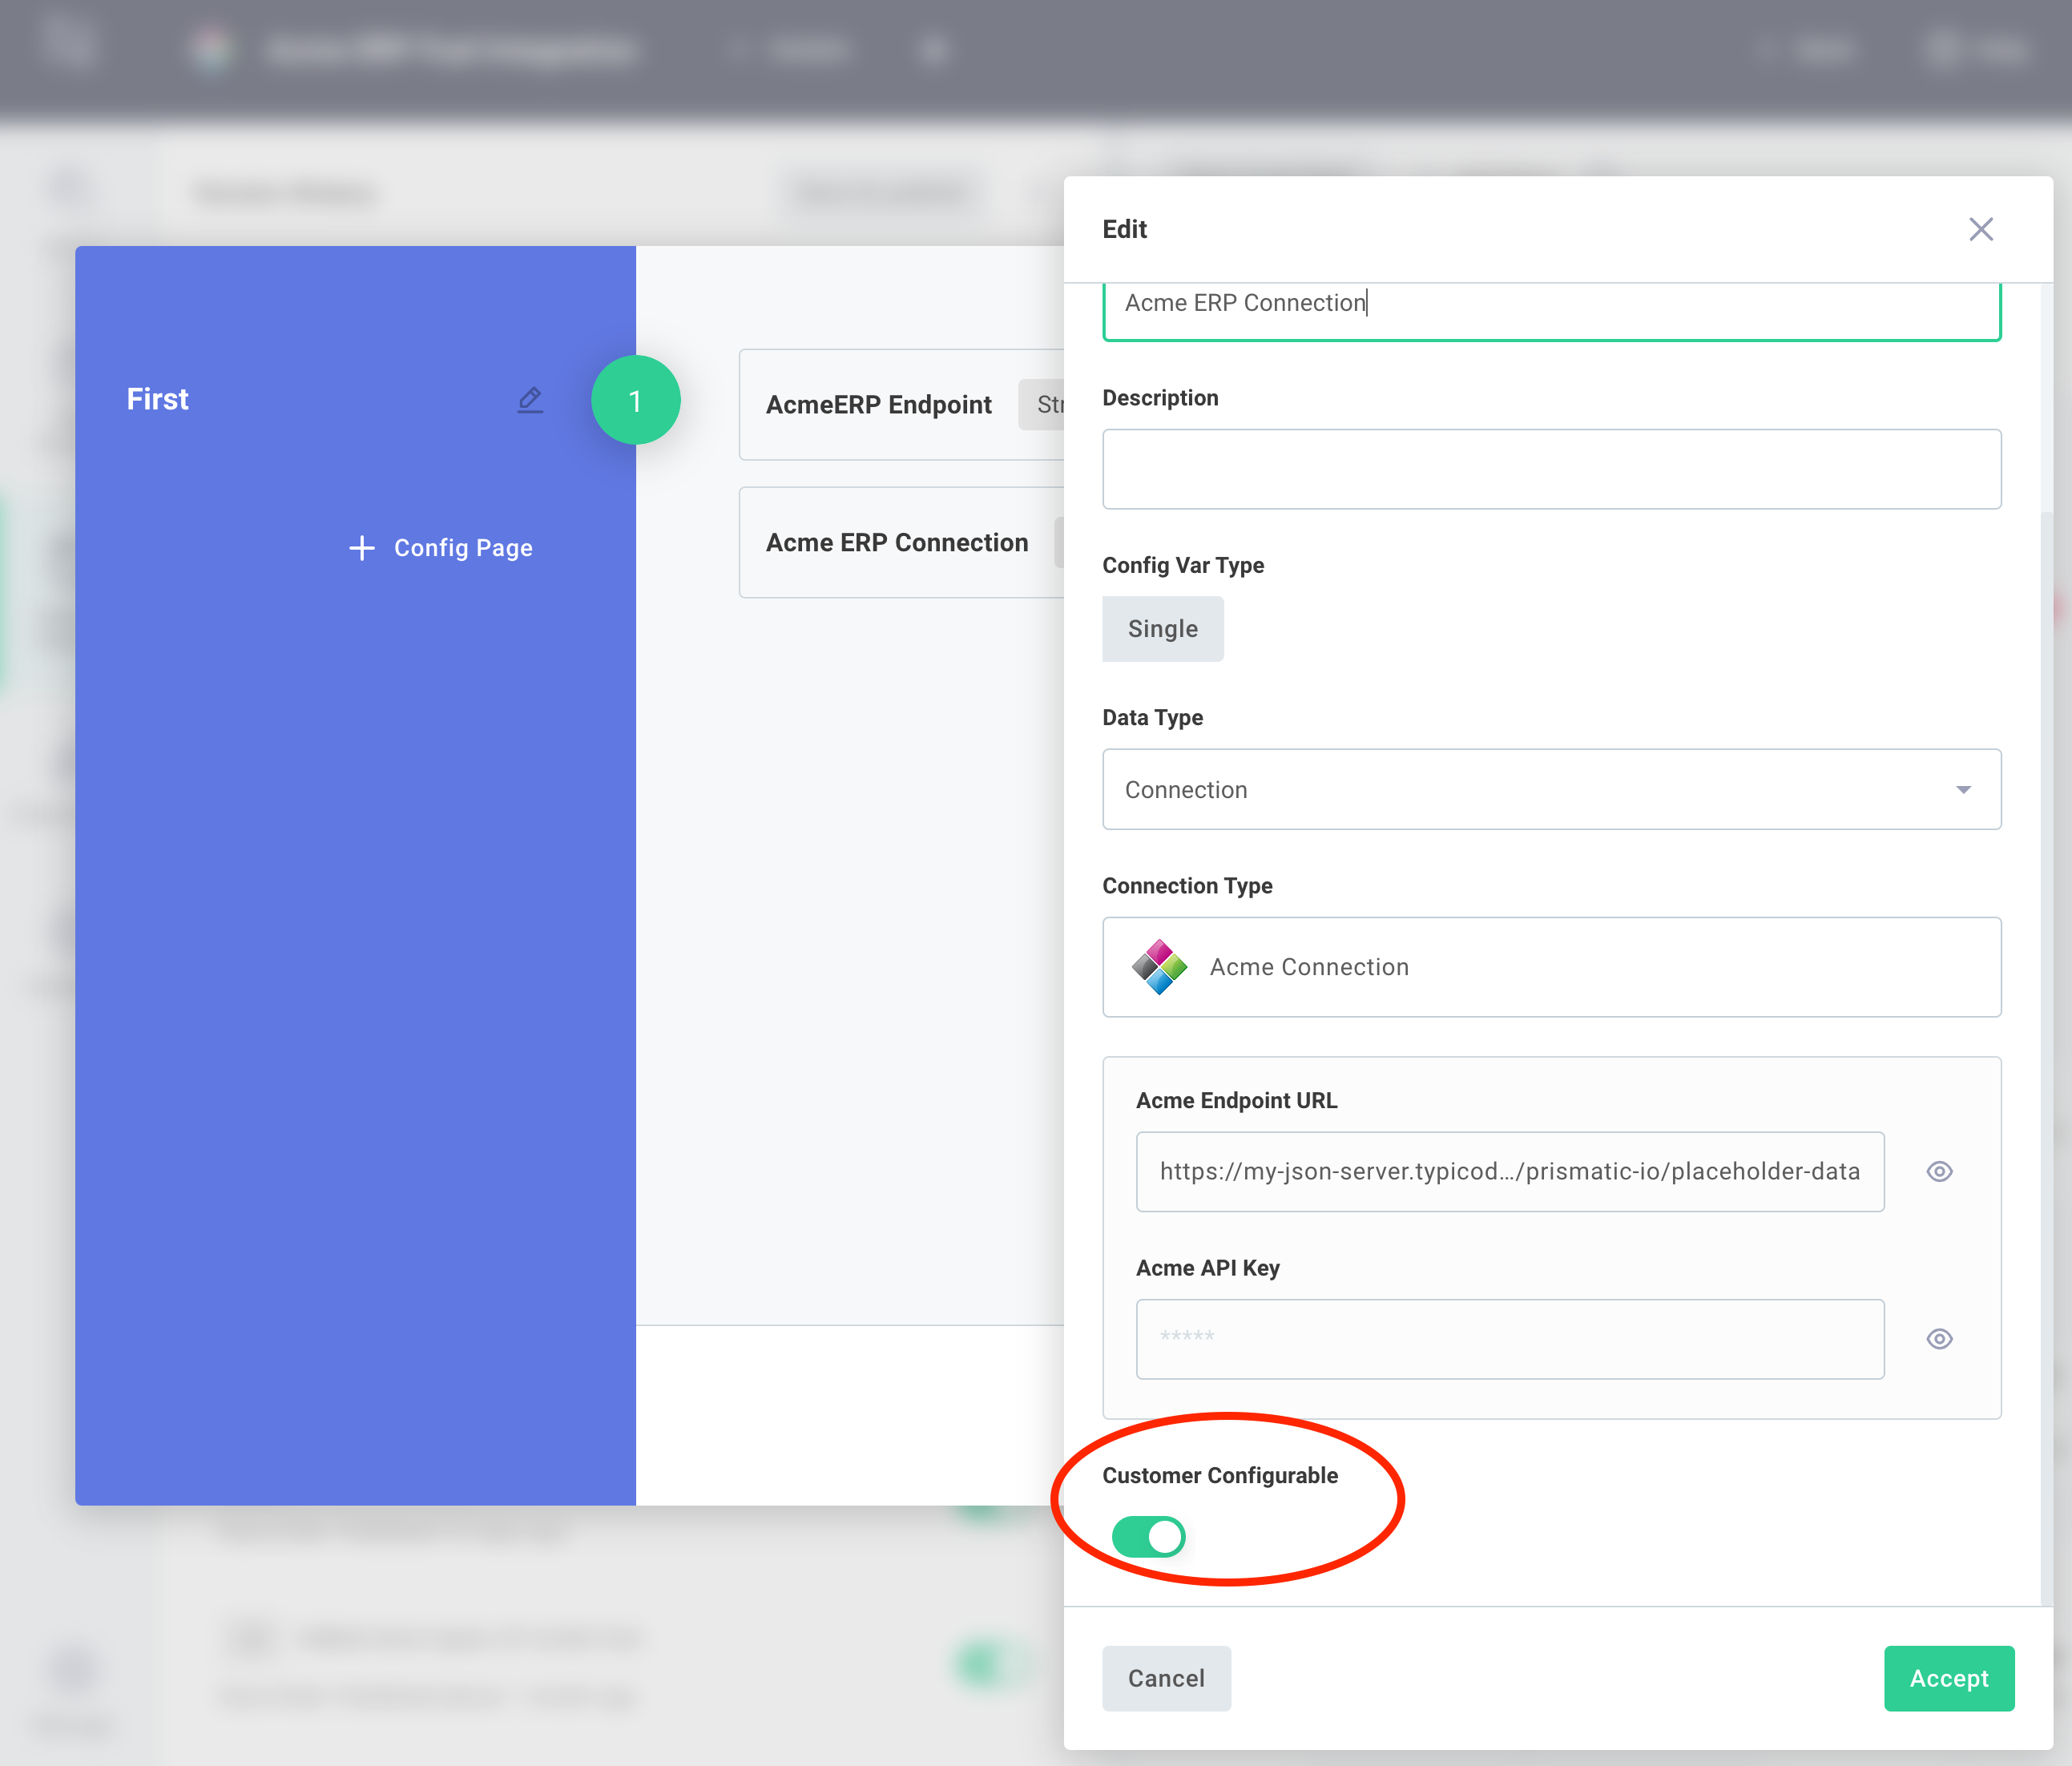 First
1
+ Config Page
AcmeERP Endpoint
Acme ERP Connection
Edit
Acme ERP Connection
Description
Config Var Type
Single
Data Type
Connection
Connection Type
Acme Connection
Acme Endpoint URL
https://my-json-server.typicod.../prismatic-io/placeholder-data
Acme API Key
*****
Customer Configurable
Cancel
Accept